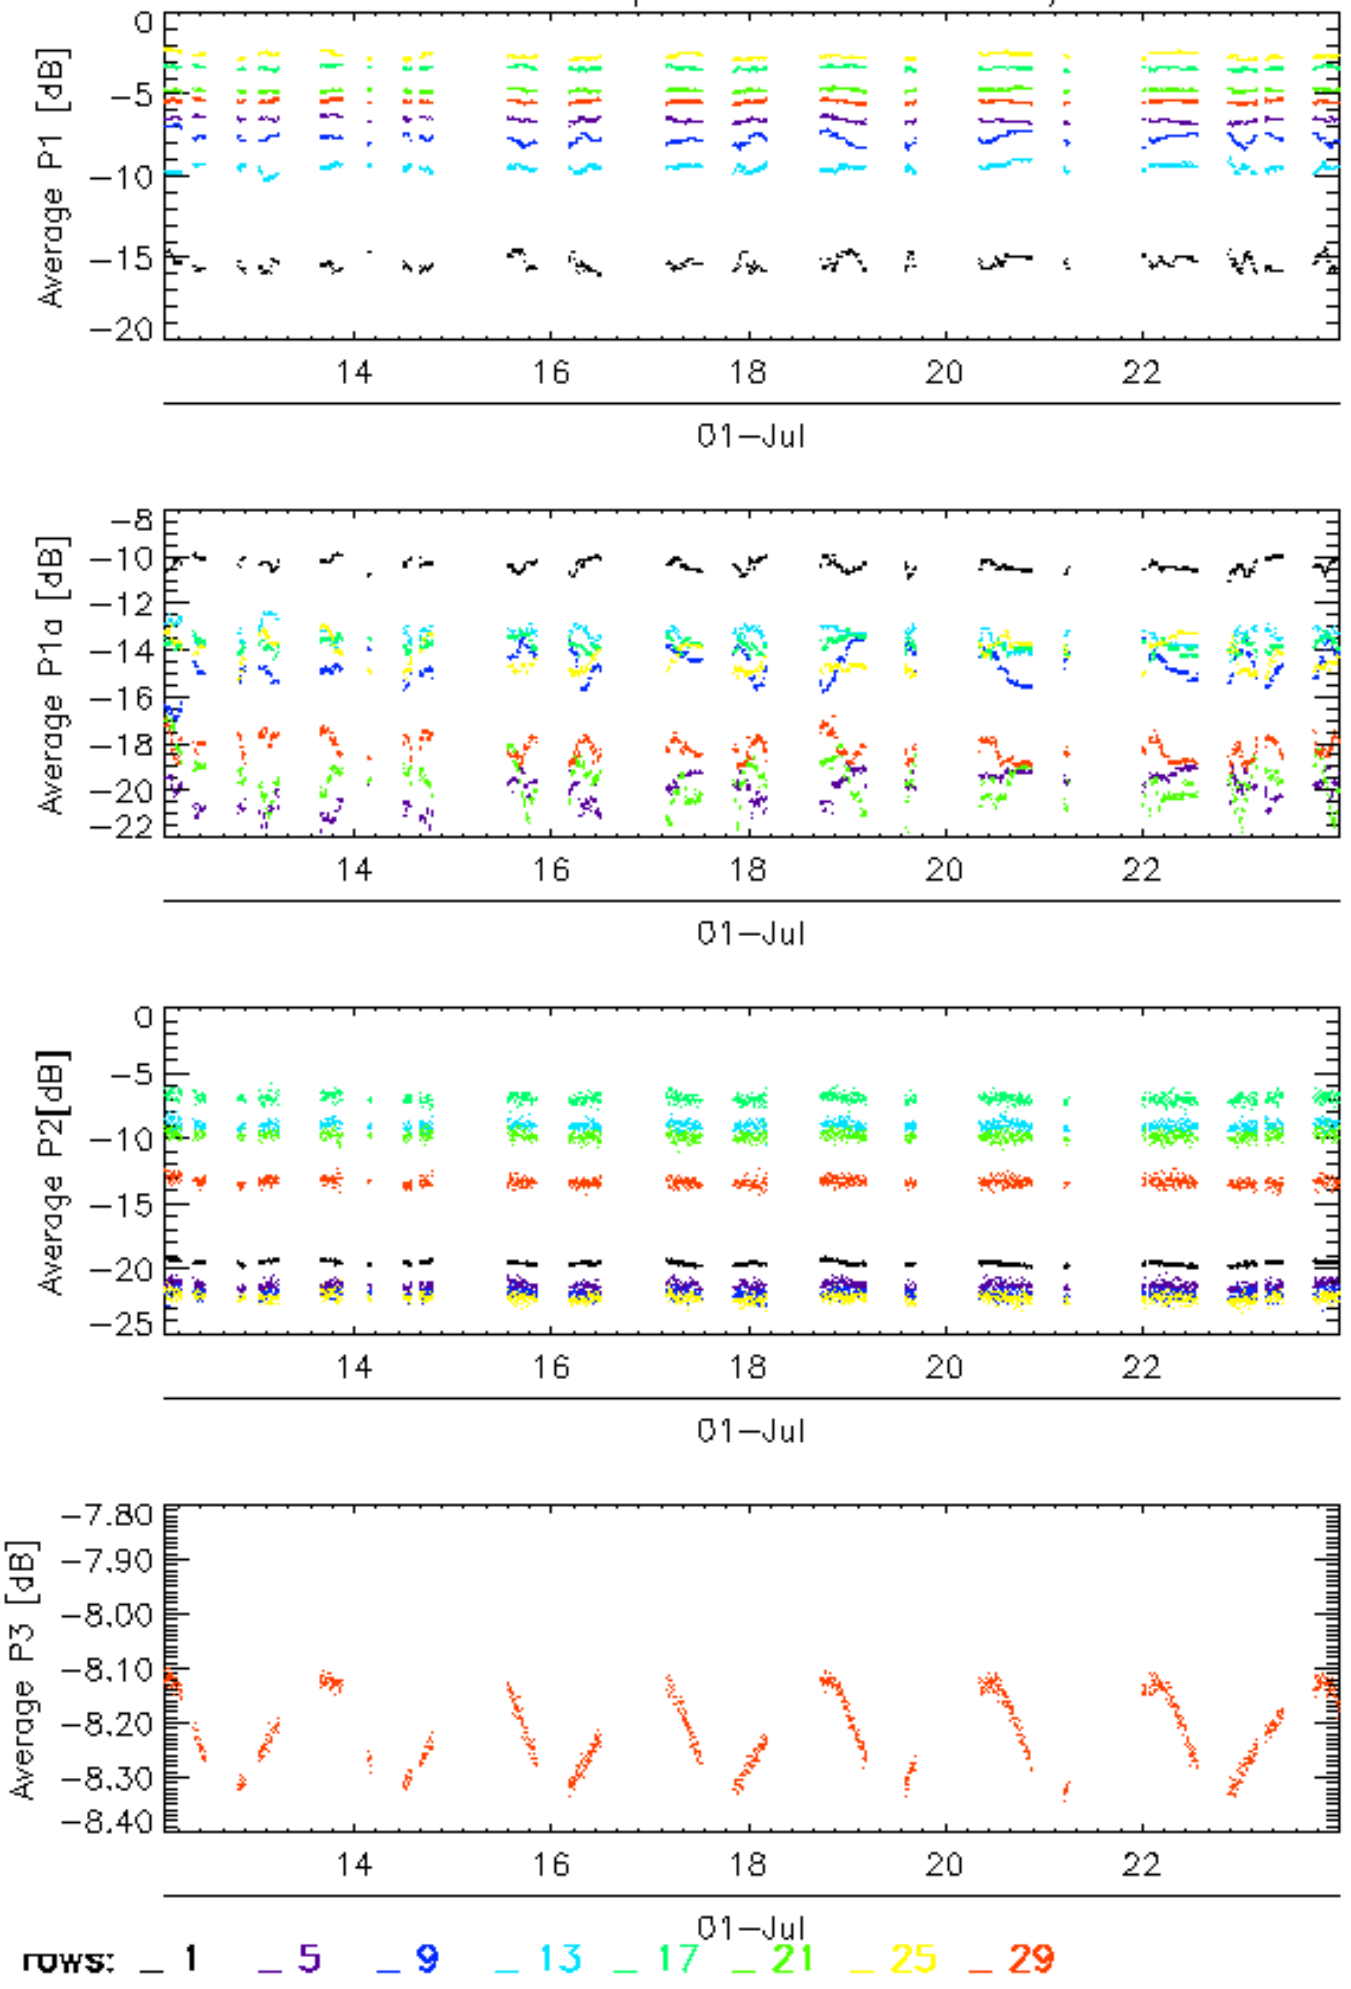 0
Average P1 [dB]
−5
−10
−15
−20
14 16 18 20 22
01−Jul
−8
Average P1a [dB]
−10
−12
−14
−16
−18
−20
−22
14 16 18 20 22
01−Jul
0
Average P2[dB]
−5
−10
−15
−20
−25
14 16 18 20 22
01−Jul
−7.80
Average P3 [dB]
−7.90
−8.00
−8.10
−8.20
−8.30
−8.40
14 16 18 20 22
01−Jul
rows: _ 1 _ 5 _ 9 _ 13 _ 17 _ 21 _ 25 _ 29